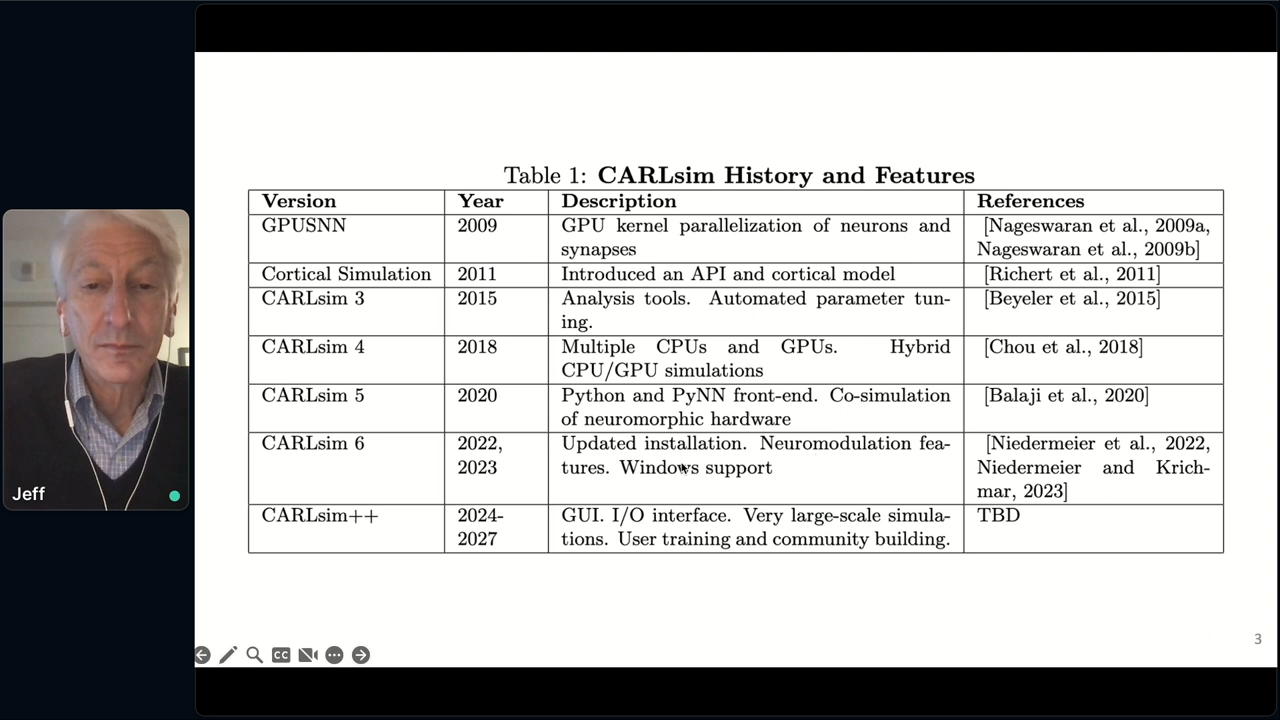 Table 1: CARLsim History and Features
Version Year Description References
GPUSNN 2009 GPU kernel parallelization of neurons and [Nageswaran et al., 2009a,
synapses Nageswaran et al., 2009b]
Cortical Simulation 2011 Introduced an API and cortical model [Richert et al., 2011]
CARLsim 3 2015 Analysis tools. Automated parameter tun- [Beyeler et al., 2015]
ing.
CARLsim 4 2018 Multiple CPUs and GPUs. Hybrid [Chou et al., 2018]
CPU/GPU simulations
CARLsim 5 2020 Python and PyNN front-end. Co-simulation [Balaji et al., 2020]
of neuromorphic hardware
CARLsim 6 2022, Updated installation. Neuromodulation fea- [Niedermeier et al., 2022,
2023 tures. Windows support Niedermeier and Krich-
mar, 2023]
CARLsim++ 2024- GUI. I/O interface. Very large-scale simula- TBD
2027 tions. User training and community building.
Jeff
3
CC